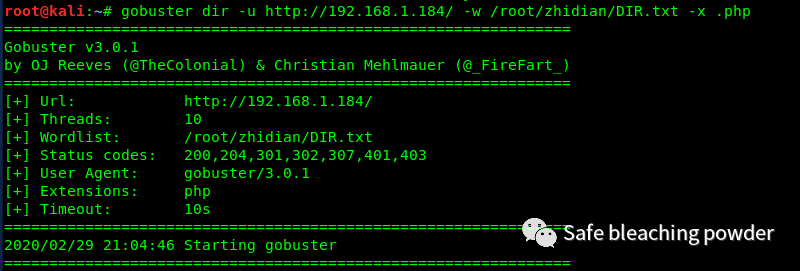 root@kali:~# gobuster dir -u http://192.168.1.184/ -w /root/zhidian/DIR.txt -x .php
===============================================================
Gobuster v3.0.1
by OJ Reeves (@TheColonial) & Christian Mehlmauer (@_FireFart_)
===============================================================
[+] Url:            http://192.168.1.184/
[+] Threads:        10
[+] Wordlist:       /root/zhidian/DIR.txt
[+] Status codes:   200,204,301,302,307,401,403
[+] User Agent:     gobuster/3.0.1
[+] Extensions:     php
[+] Timeout:        10s
===============================================================
2020/02/29 21:04:46 Starting gobuster
===============================================================
Safe bleaching powder